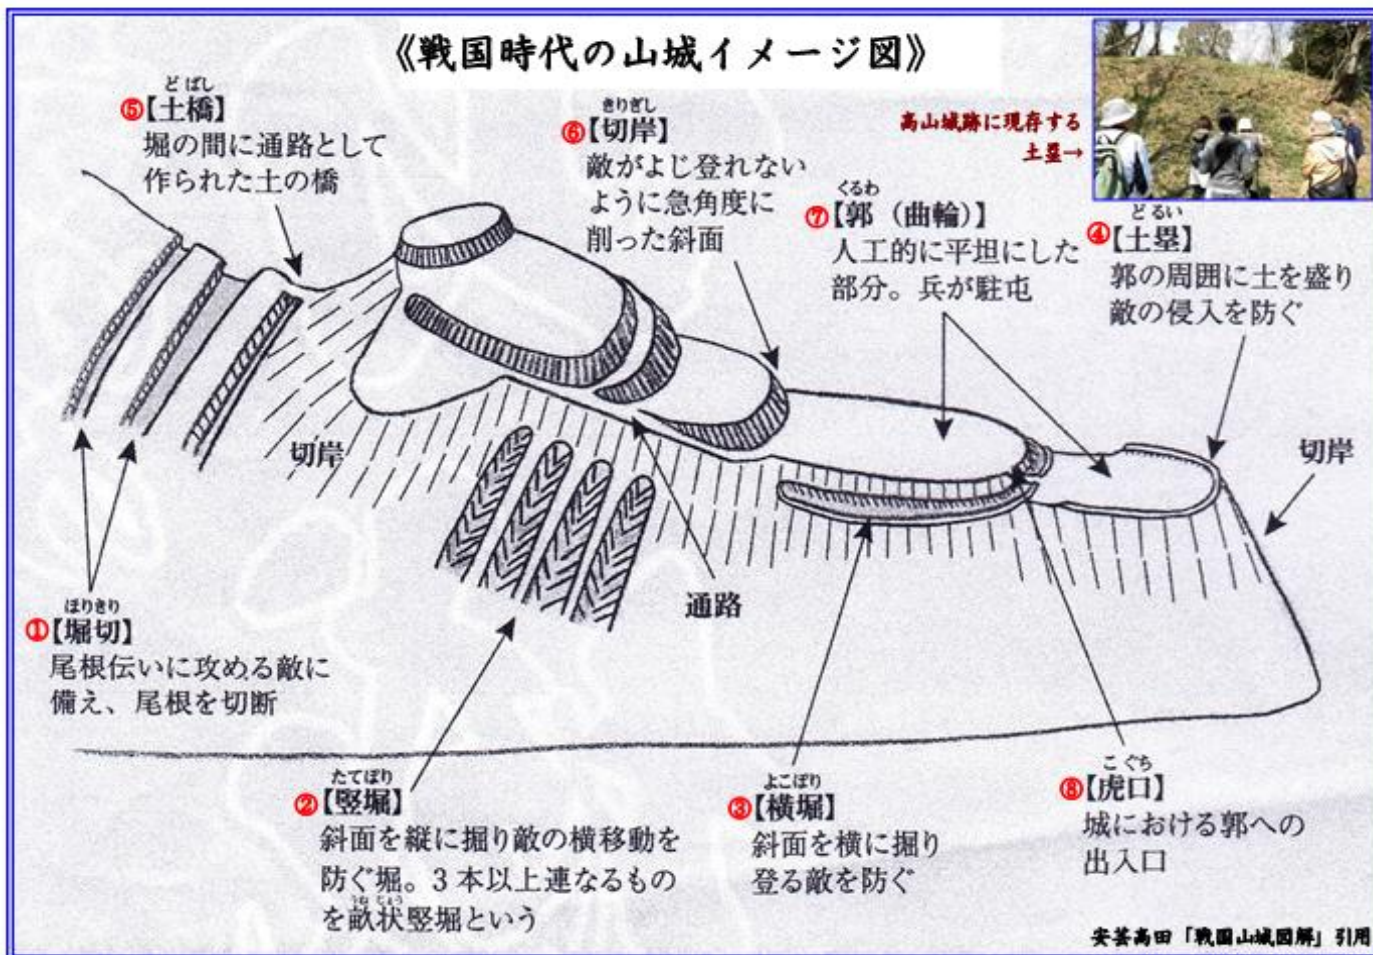 《戦国時代の山城イメージ図》
高山城跡に現存する
土塁→
どばし
⑤【土橋】
堀の間に通路として
作られた土の橋
きりぎし
⑥【切岸】
敵がよじ登れない
ように急角度に
削った斜面
くるわ
⑦【郭（曲輪）】
人工的に平坦にした
部分。兵が駐屯
どるい
④【土塁】
郭の周囲に土を盛り
敵の侵入を防ぐ
切岸
切岸
通路
ほりきり
①【堀切】
尾根伝いに攻める敵に
備え、尾根を切断
たてぼり
②【竪堀】
斜面を縦に掘り敵の横移動を
防ぐ堀。3本以上連なるもの
うねじょう
を畝状竪堀という
よこぼり
③【横堀】
斜面を横に掘り
登る敵を防ぐ
こぐち
⑧【虎口】
城における郭への
出入口
安芸高田「戦国山城図解」引用